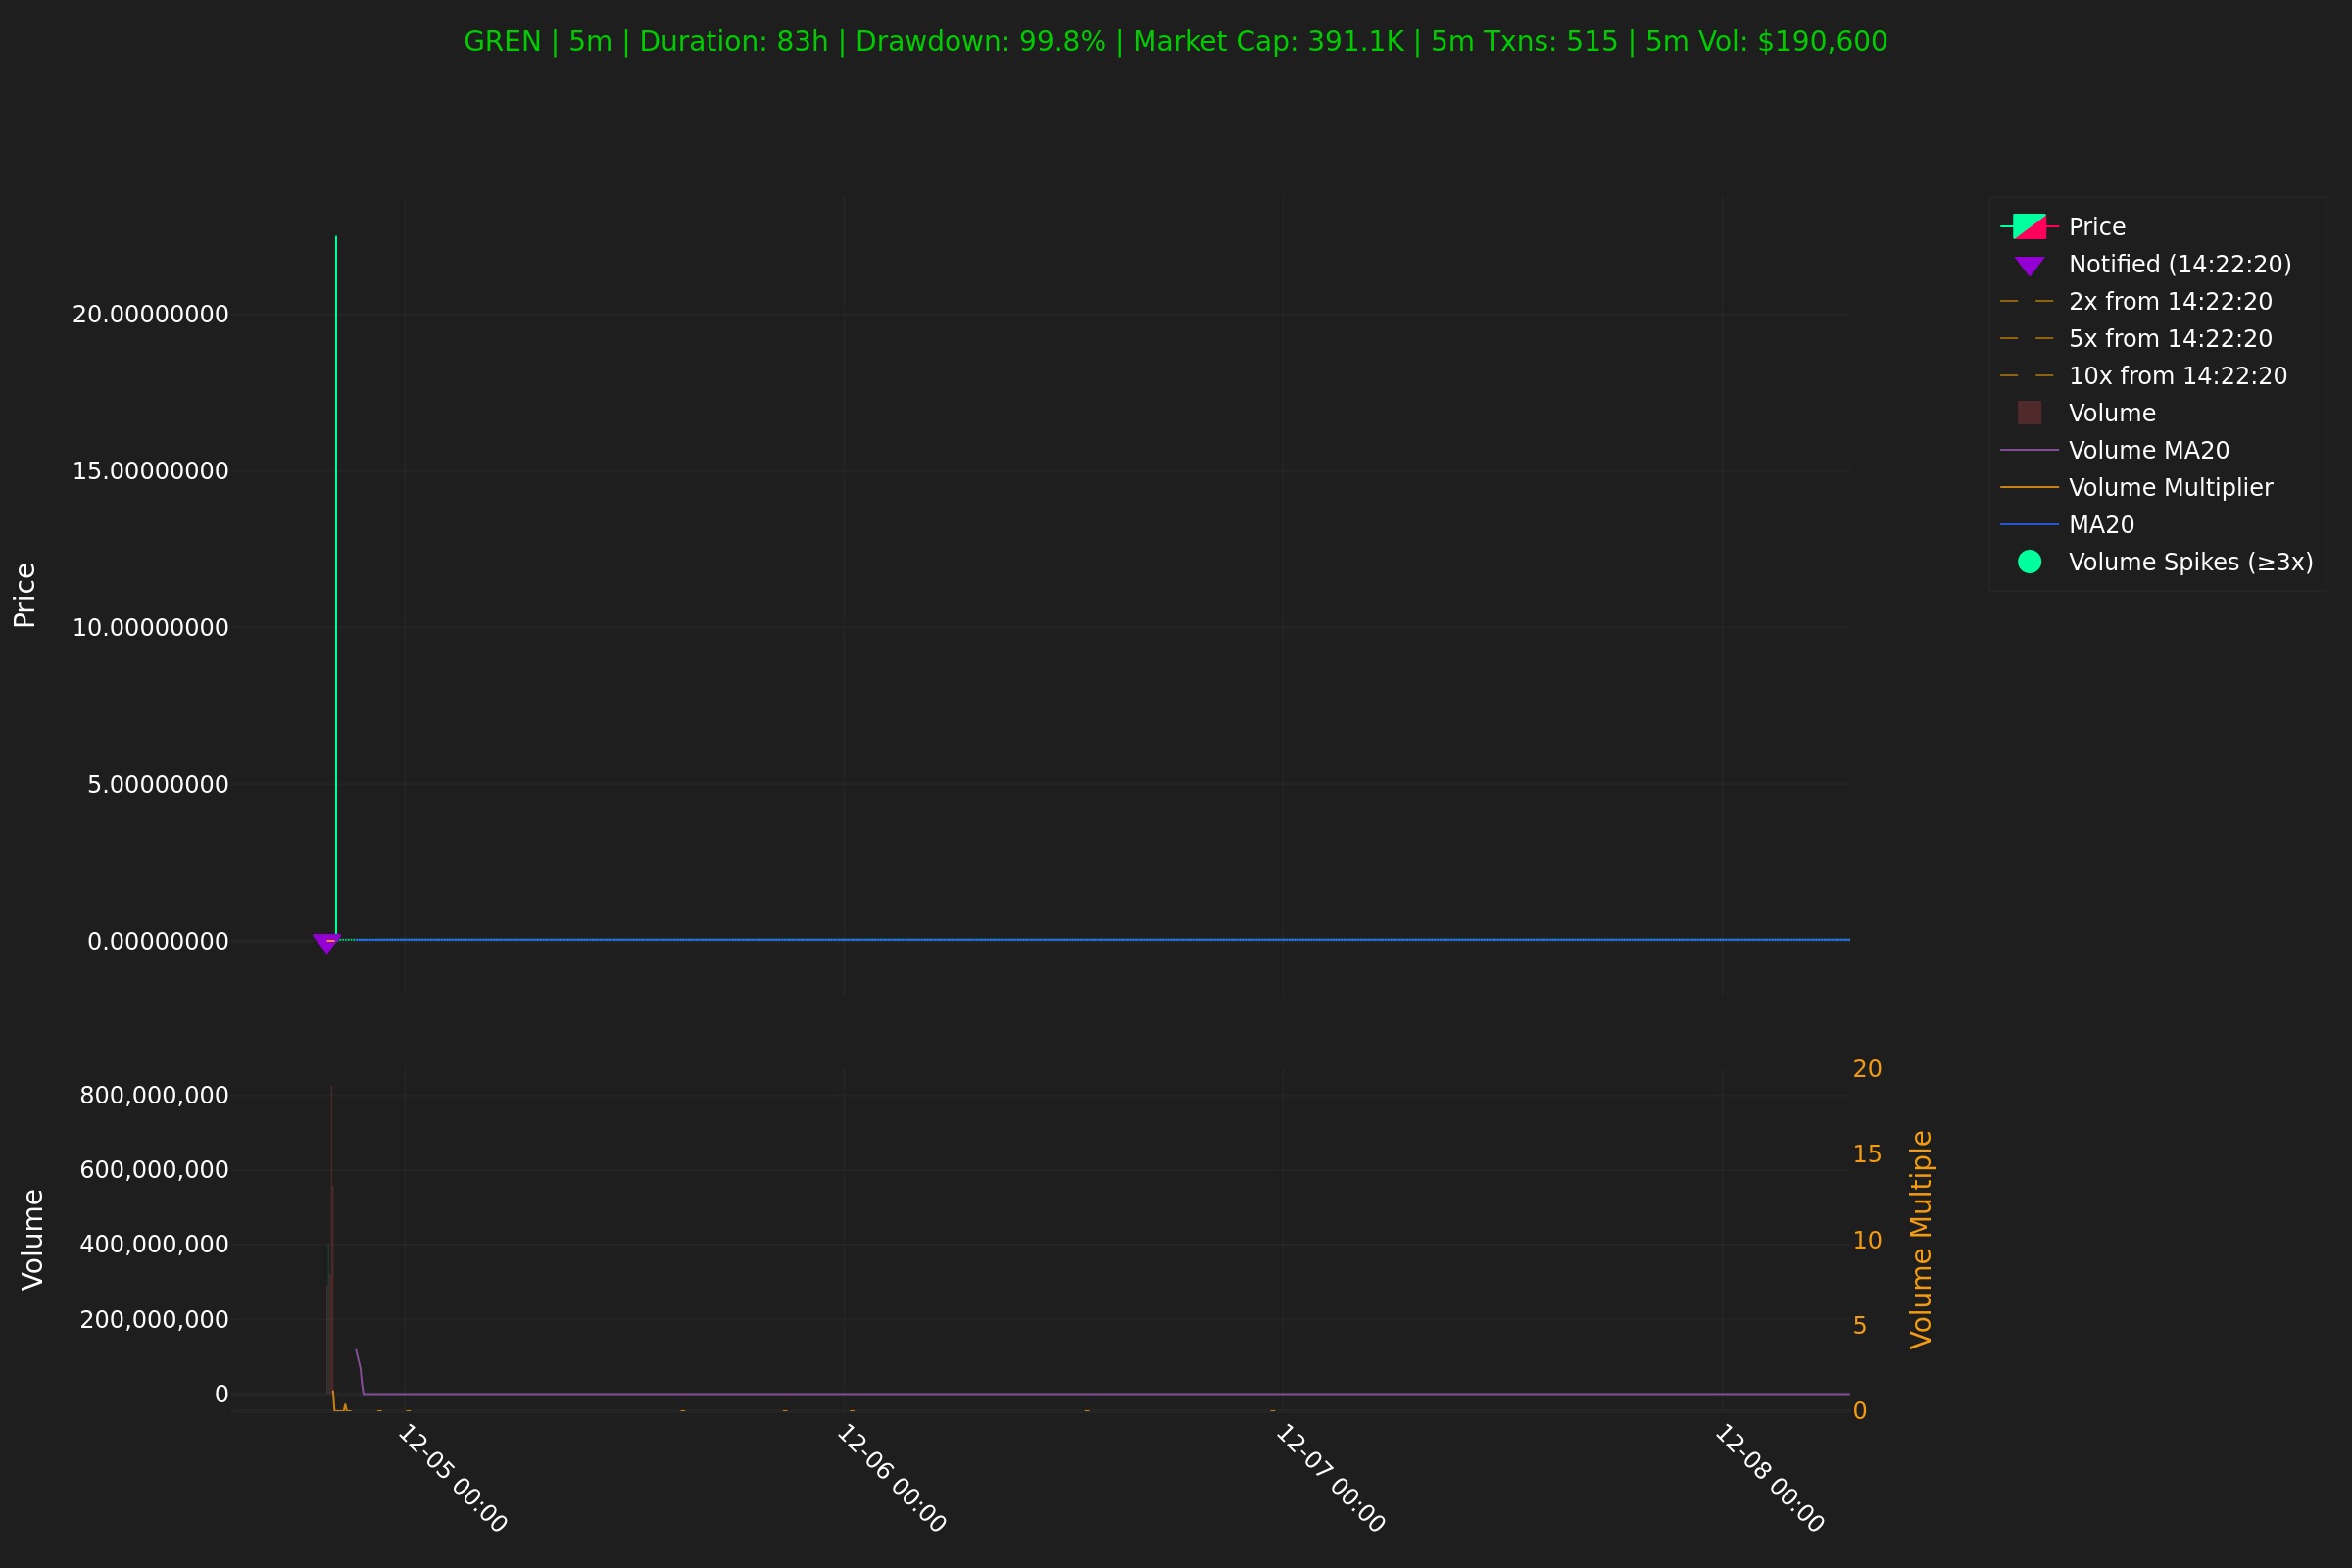 GREN | 5m | Duration: 83h | Drawdown: 99.8% | Market Cap: 391.1K | 5m Txns: 515 | 5m Vol: $190,600
Price
20.00000000
15.00000000
10.00000000
5.00000000
0.00000000
Price
Notified (14:22:20)
2x from 14:22:20
5x from 14:22:20
10x from 14:22:20
Volume
Volume MA20
Volume Multiplier
MA20
Volume Spikes (≥3x)
Volume
800,000,000
600,000,000
400,000,000
200,000,000
0
20
15
10
5
0
Volume Multiple
12-05 00:00
12-06 00:00
12-07 00:00
12-08 00:00